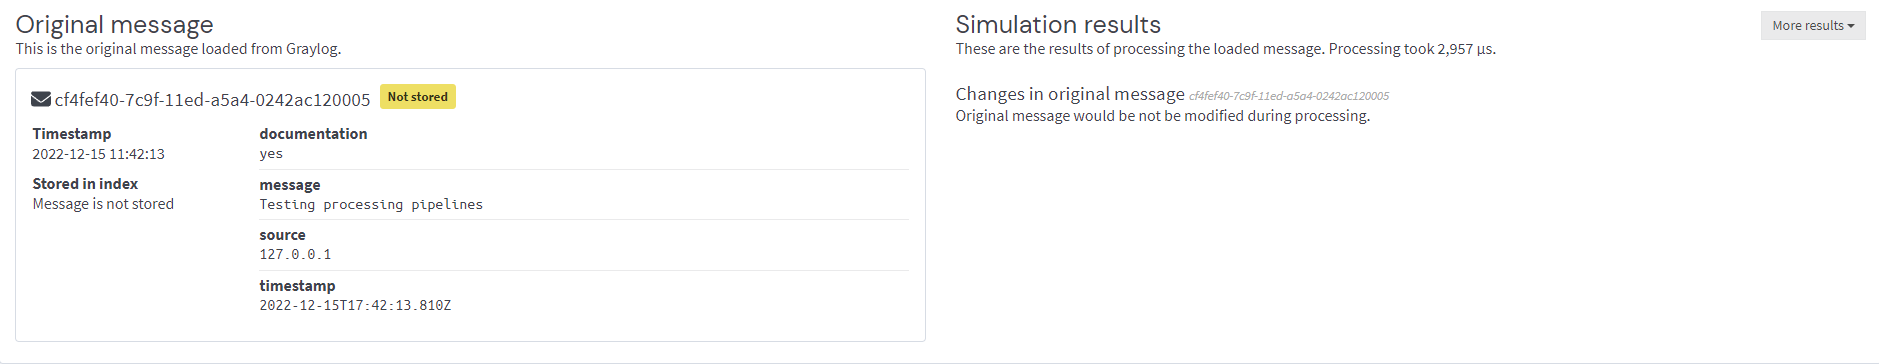 Original message
This is the original message loaded from Graylog.
cf4fef40-7c9f-11ed-a5a4-0242ac120005 Not stored
Timestamp
2022-12-15 11:42:13
Stored in index
Message is not stored
documentation
yes
message
Testing processing pipelines
source
127.0.0.1
timestamp
2022-12-15T17:42:13.810Z
Simulation results
More results
These are the results of processing the loaded message. Processing took 2,957 µs.
Changes in original message cf4fef40-7c9f-11ed-a5a4-0242ac120005
Original message would be not be modified during processing.